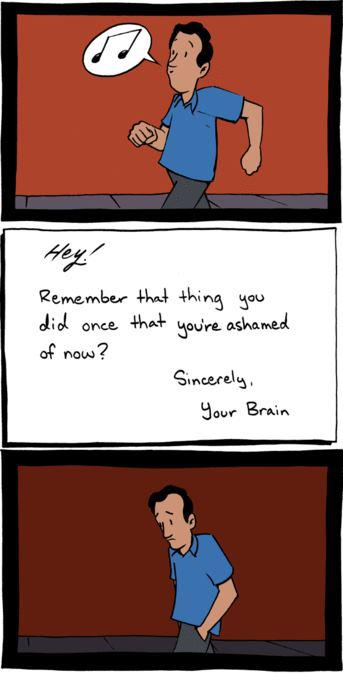 Hey!
Remember that thing you
did once that you're ashamed
of now?
Sincerely,
Your Brain